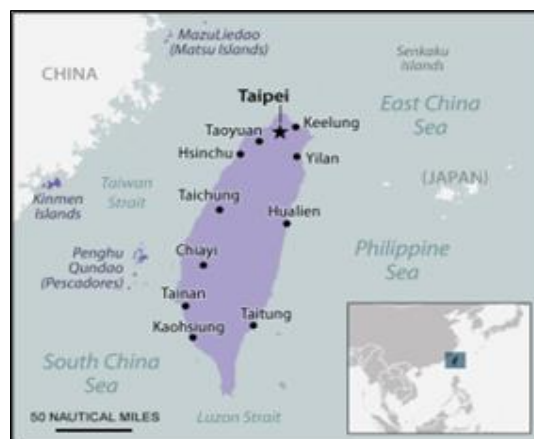 MazuLiedao
(Matsu Islands)
CHINA
Senkaku
Islands
Taipei
East China
Sea
Keelung
Taoyuan
Hsinchu
Yilan
(JAPAN)
Taiwan
Strait
Kinmen
Islands
Taichung
Hualien
Penghu
Qundao
(Pescadores)
Chiayi
Philippine
Sea
Tainan
Taitung
Kaohsiung
South China
Sea
50 NAUTICAL MILES
Luzon Strait